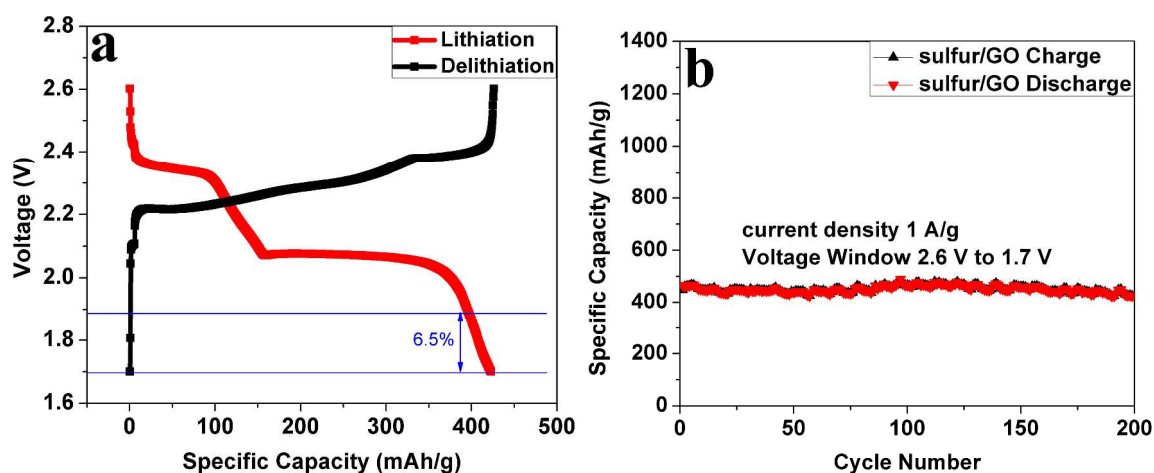 a
Lithiation
Delithiation
2.8
2.6
2.4
2.2
2.0
1.8
1.6
Voltage (V)
6.5%
0
100
200
300
400
500
Specific Capacity (mAh/g)
b
sulfur/GO Charge
sulfur/GO Discharge
1400
1200
1000
800
600
400
200
0
Specific Capacity (mAh/g)
current density 1 A/g
Voltage Window 2.6 V to 1.7 V
0
50
100
150
200
Cycle Number